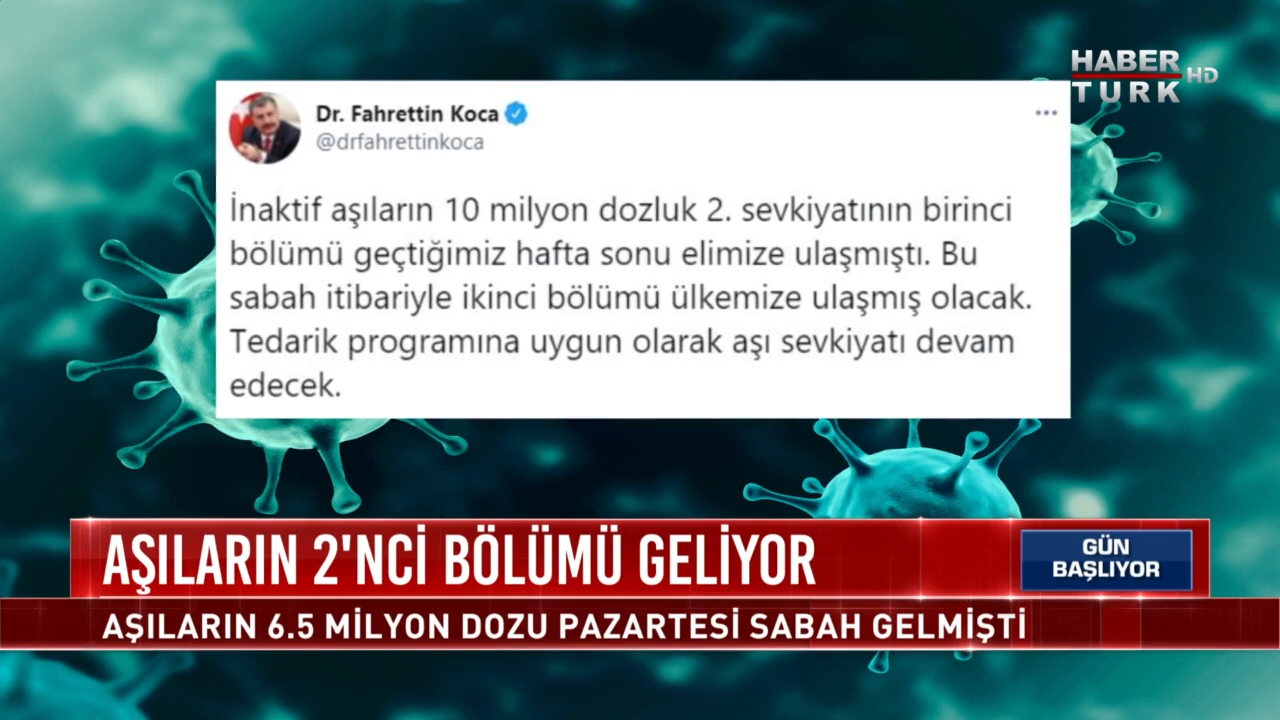 HABER
TURK HD
Dr. Fahrettin Koca
@drfahrettinkoca
İnaktif aşıların 10 milyon dozluk 2. sevkiyatının birinci
bölümü geçtiğimiz hafta sonu elimize ulaşmıştı. Bu
sabah itibariyle ikinci bölümü ülkemize ulaşmış olacak.
Tedarik programına uygun olarak aşı sevkiyatı devam
edecek.
AŞILARIN 2'NCİ BÖLÜMÜ GELİYOR
GÜN
BAŞLIYOR
AŞILARIN 6.5 MİLYON DOZU PAZARTESİ SABAH GELMİŞTİ